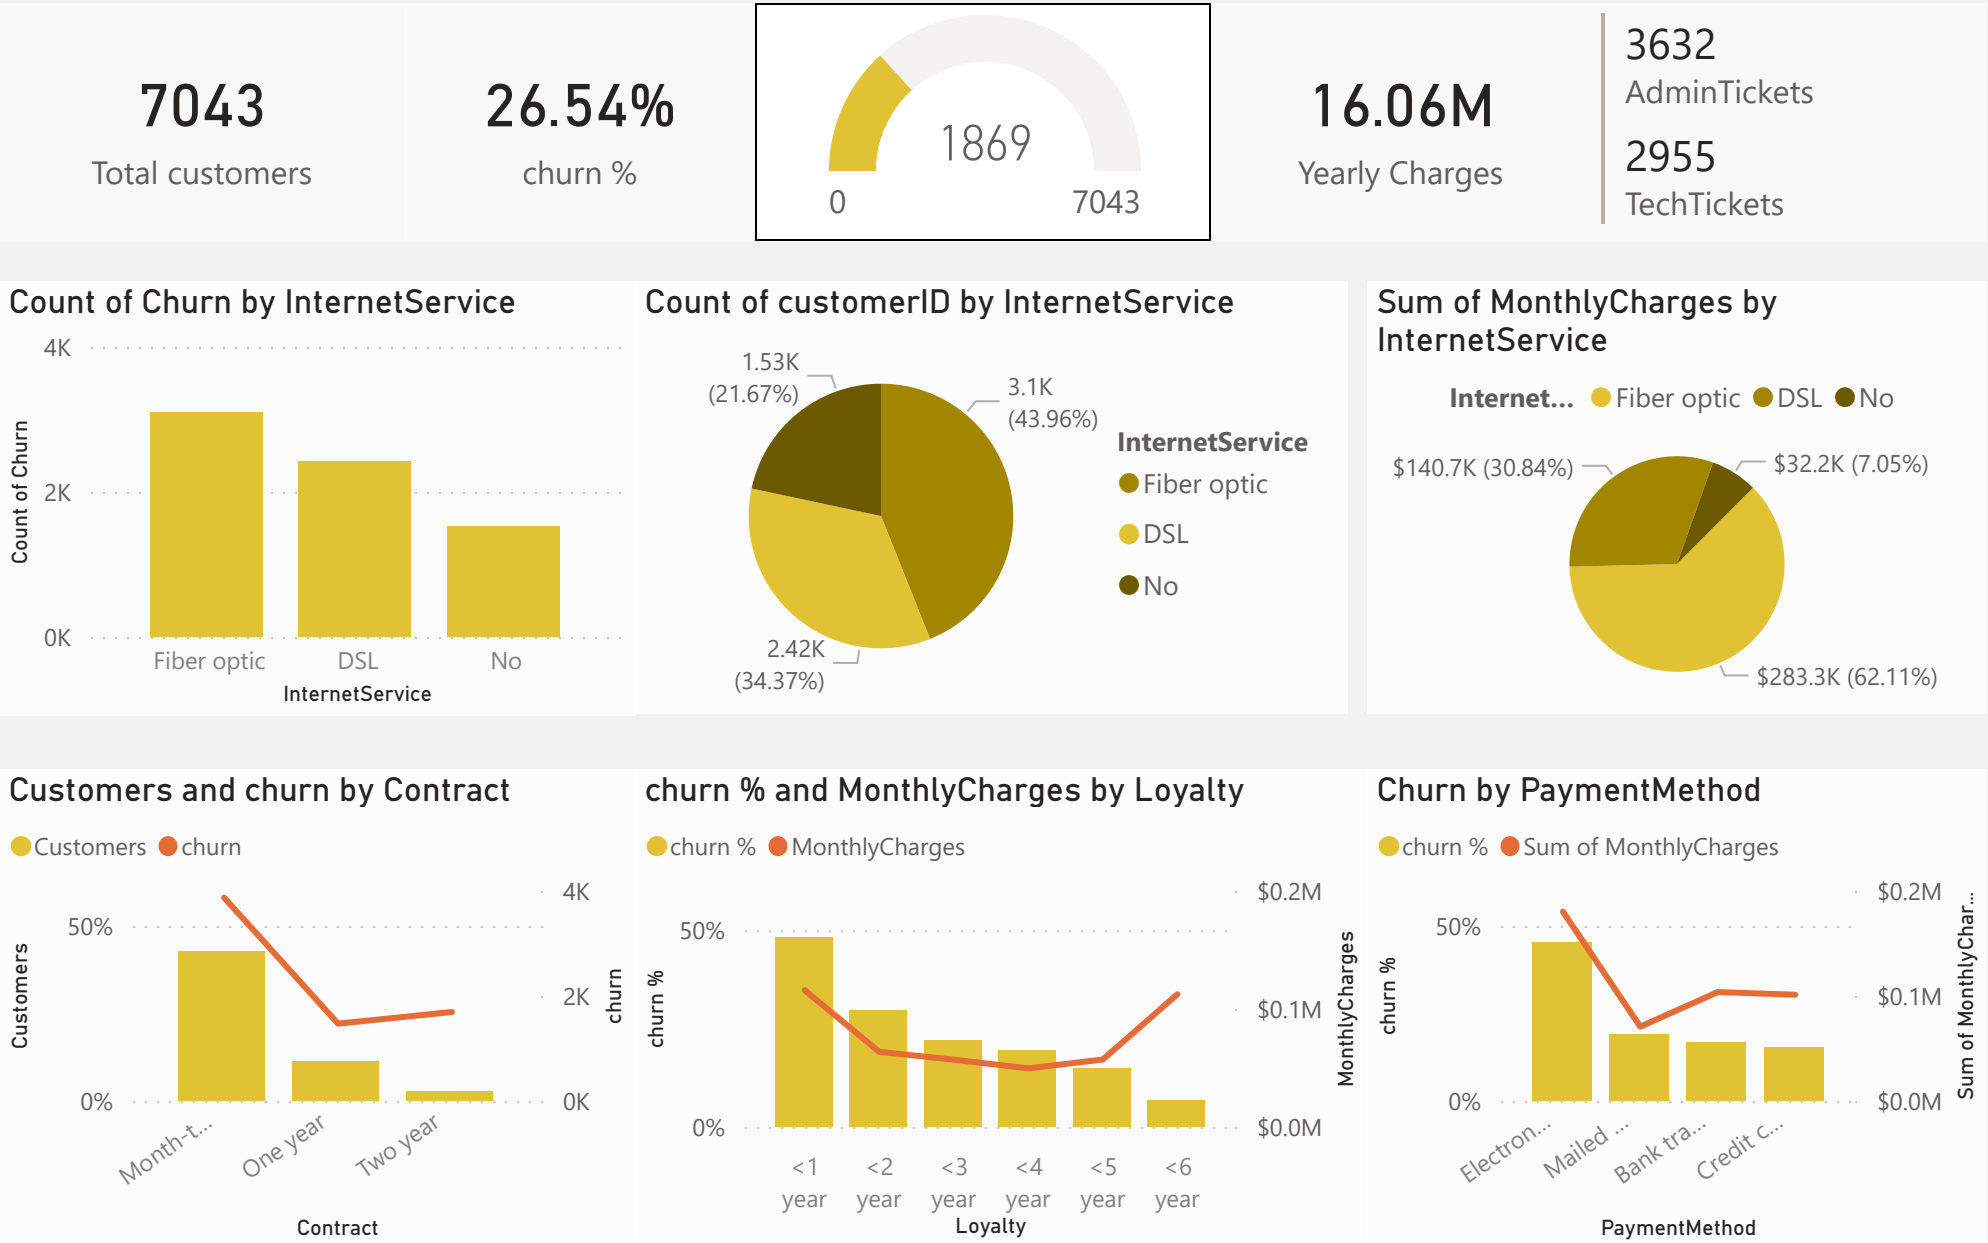 7043
Total customers
26.54%
churn %
1869
0
7043
16.06M
Yearly Charges
3632
AdminTickets
2955
TechTickets
Count of Churn by InternetService
4K
2K
0K
Count of Churn
Fiber optic
DSL
No
InternetService
Count of customerID by InternetService
1.53K
(21.67%)
3.1K
(43.96%)
2.42K
(34.37%)
InternetService
Fiber optic
DSL
No
Sum of MonthlyCharges by
InternetService
Internet... Fiber optic DSL No
$140.7K (30.84%)
$32.2K (7.05%)
$283.3K (62.11%)
Customers and churn by Contract
Customers churn
50%
0%
Customers
4K
2K
0K
churn
Month-t...
One year
Two year
Contract
churn % and MonthlyCharges by Loyalty
churn % MonthlyCharges
50%
0%
churn %
$0.2M
$0.1M
$0.0M
MonthlyCharges
<1
year
<2
year
<3
year
<4
year
<5
year
<6
year
Loyalty
Churn by PaymentMethod
churn % Sum of MonthlyCharges
50%
0%
churn %
$0.2M
$0.1M
$0.0M
Sum of MonthlyChar...
Electron...
Mailed ...
Bank tra...
Credit c...
PaymentMethod